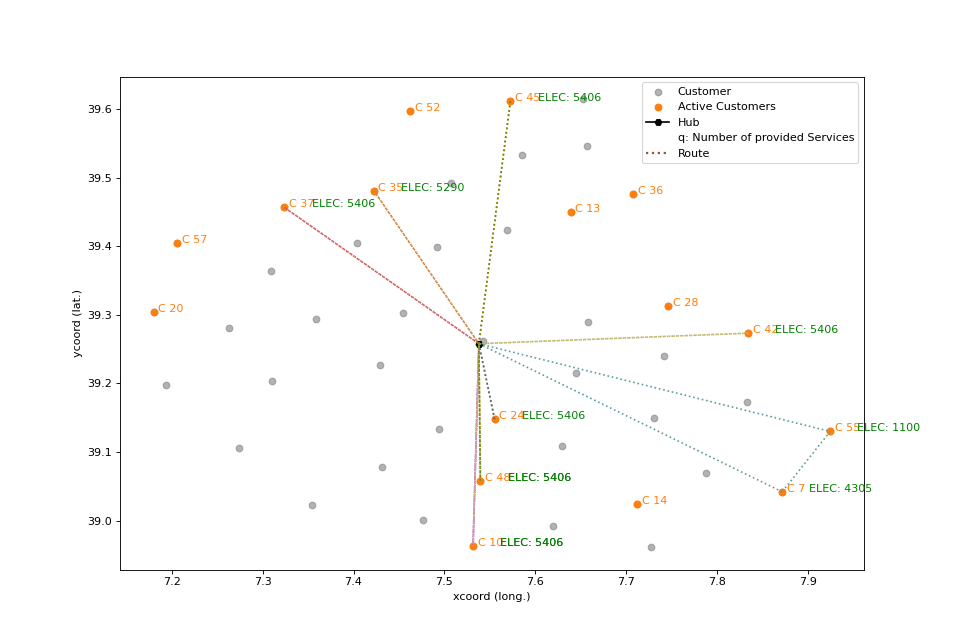 C 45
ELEC: 5406
C 52
Customer
Active Customers
Hub
q: Number of provided Services
Route
C 35
ELEC: 5290
C 37
ELEC: 5406
C 36
C 13
C 57
C 20
C 28
C 42
ELEC: 5406
C 24
ELEC: 5406
C 55
ELEC: 1100
C 48
ELEC: 5406
C 7
ELEC: 4305
C 14
C 10
ELEC: 5406
39.6
39.5
39.4
39.3
39.2
39.1
39.0
ycoord (lat.)
7.2
7.3
7.4
7.5
7.6
7.7
7.8
7.9
xcoord (long.)